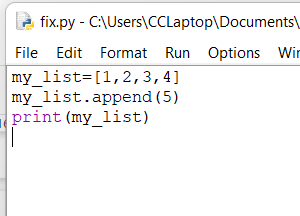 fix.py - C:\Users\CCLaptop\Documents/
File Edit Format Run Options
my_list=[1,2,3,4]
my_list.append(5)
print(my_list)